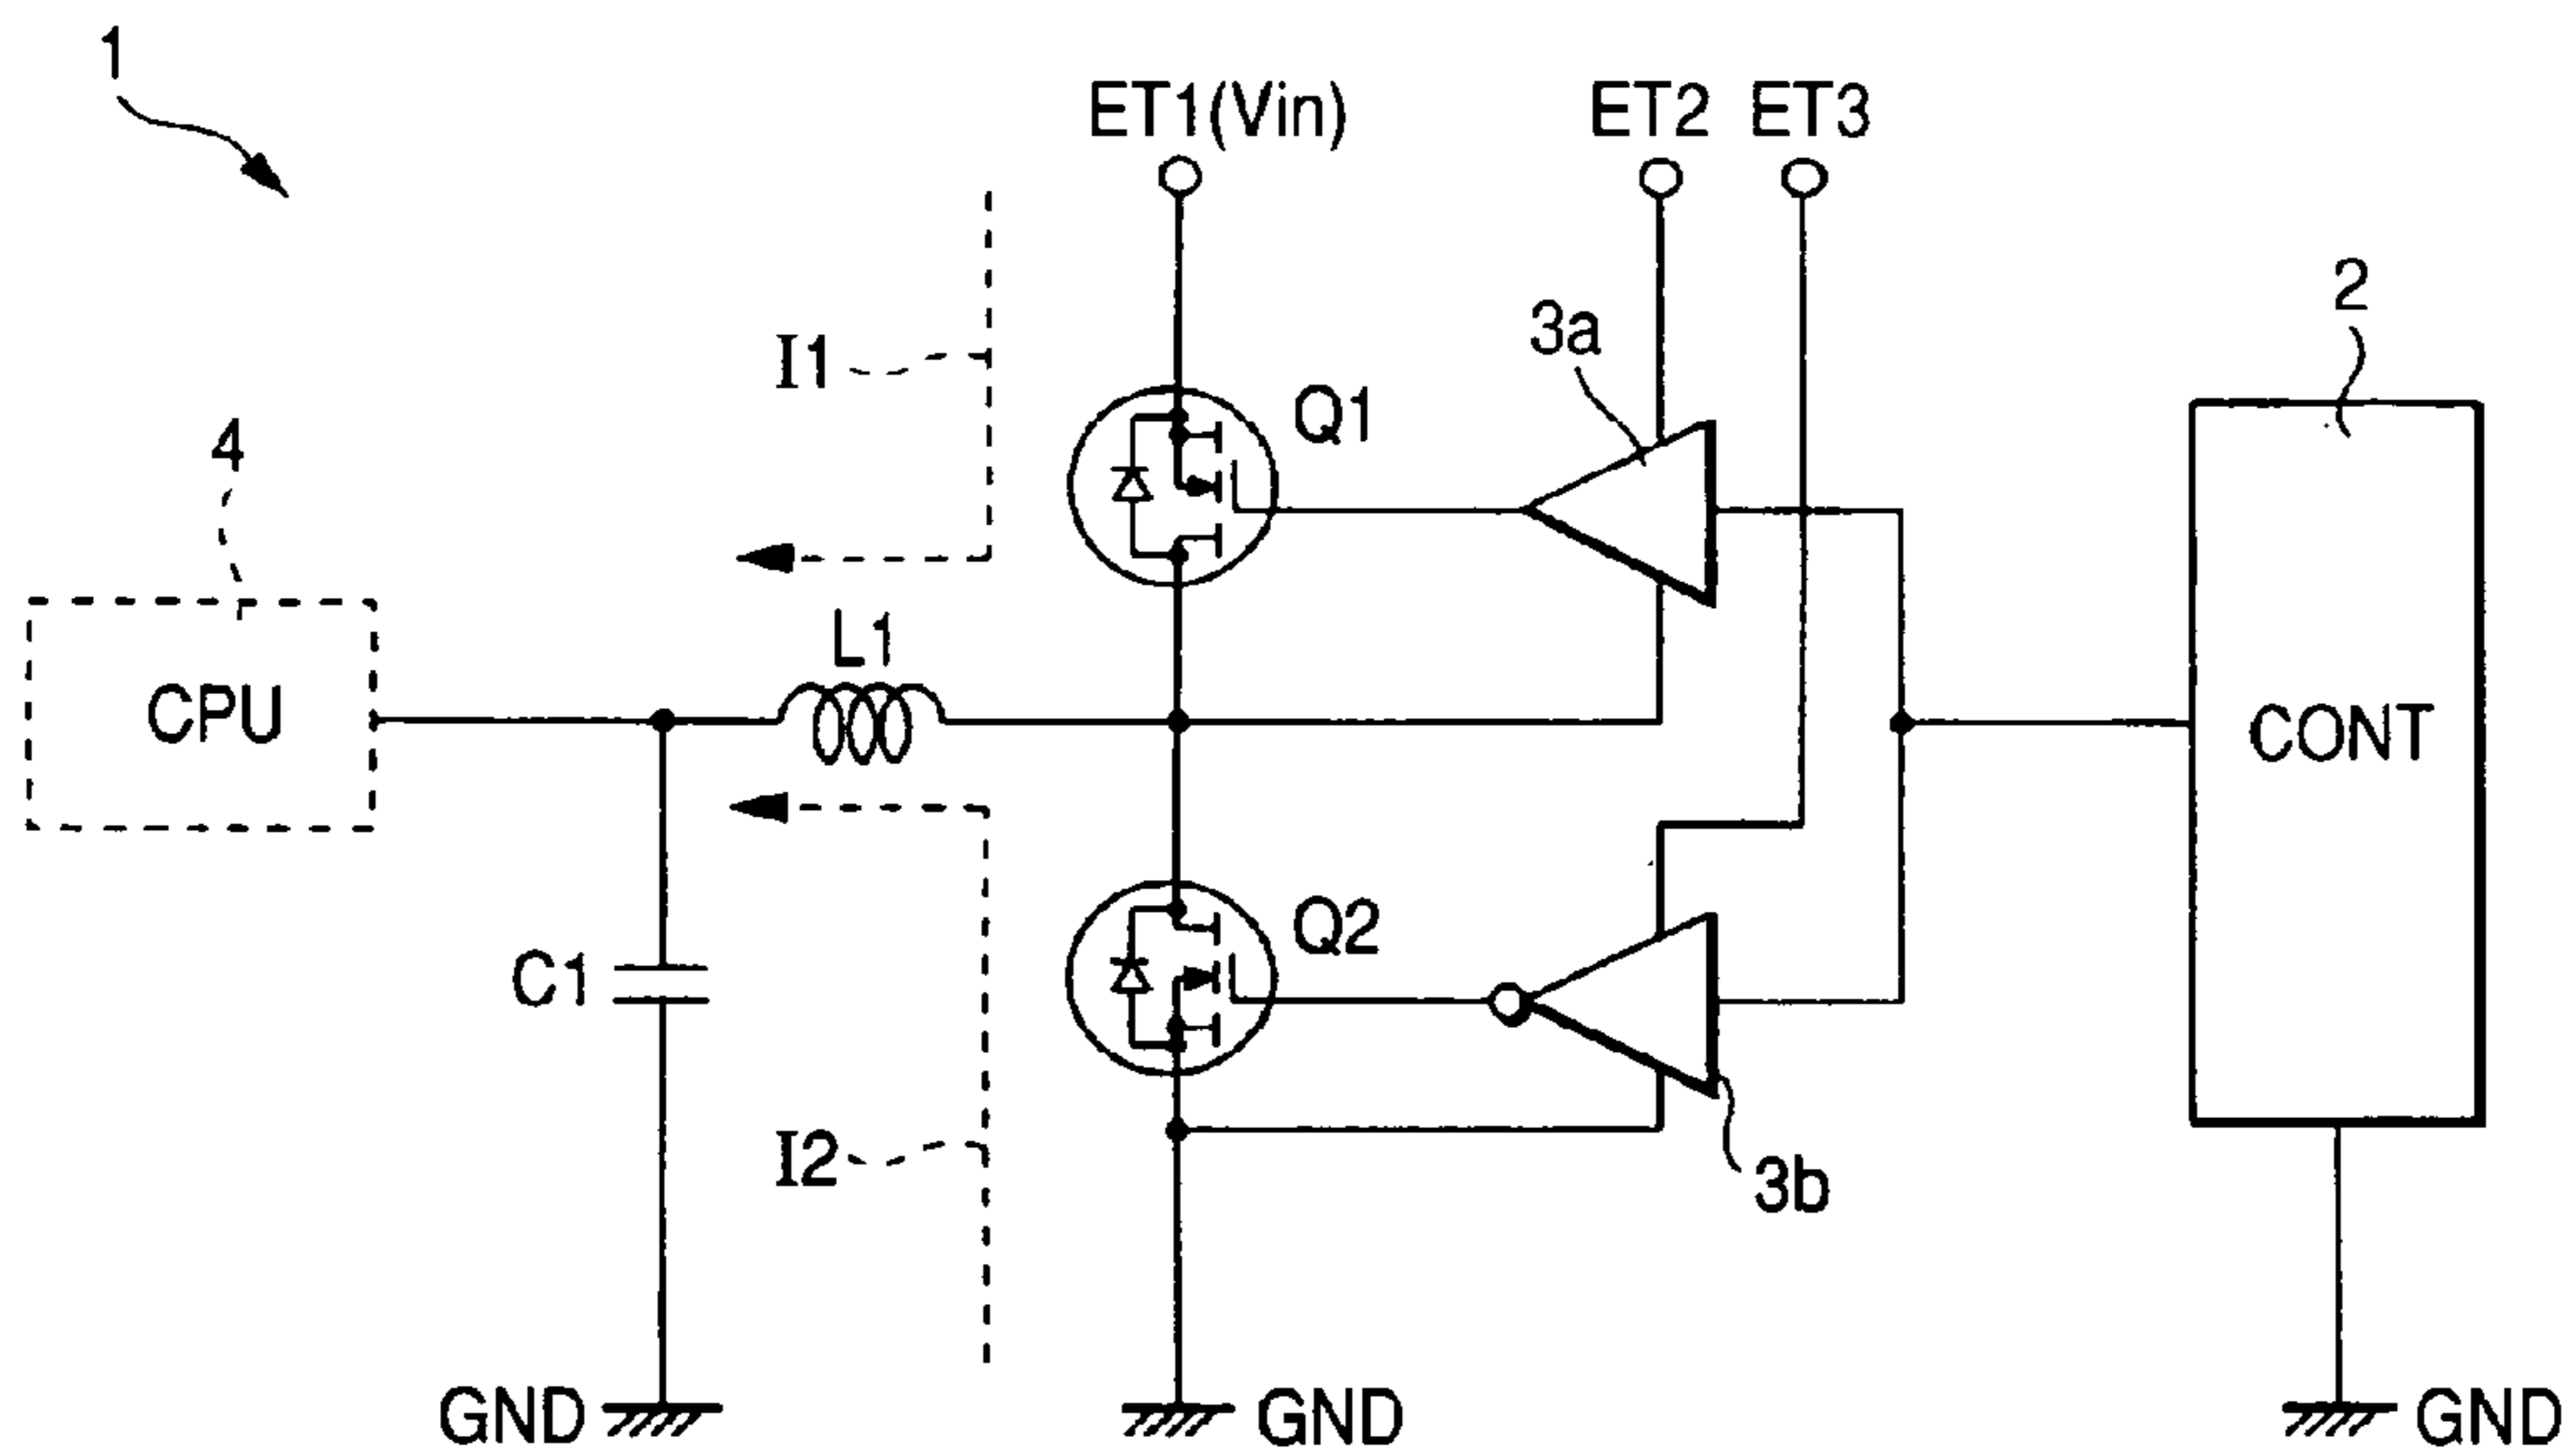 1
ET1(Vin)
ET2
ET3
2
3a
I1
Q1
4
L1
CPU
CONT
Q2
C1
I2
3b
GND
GND
GND